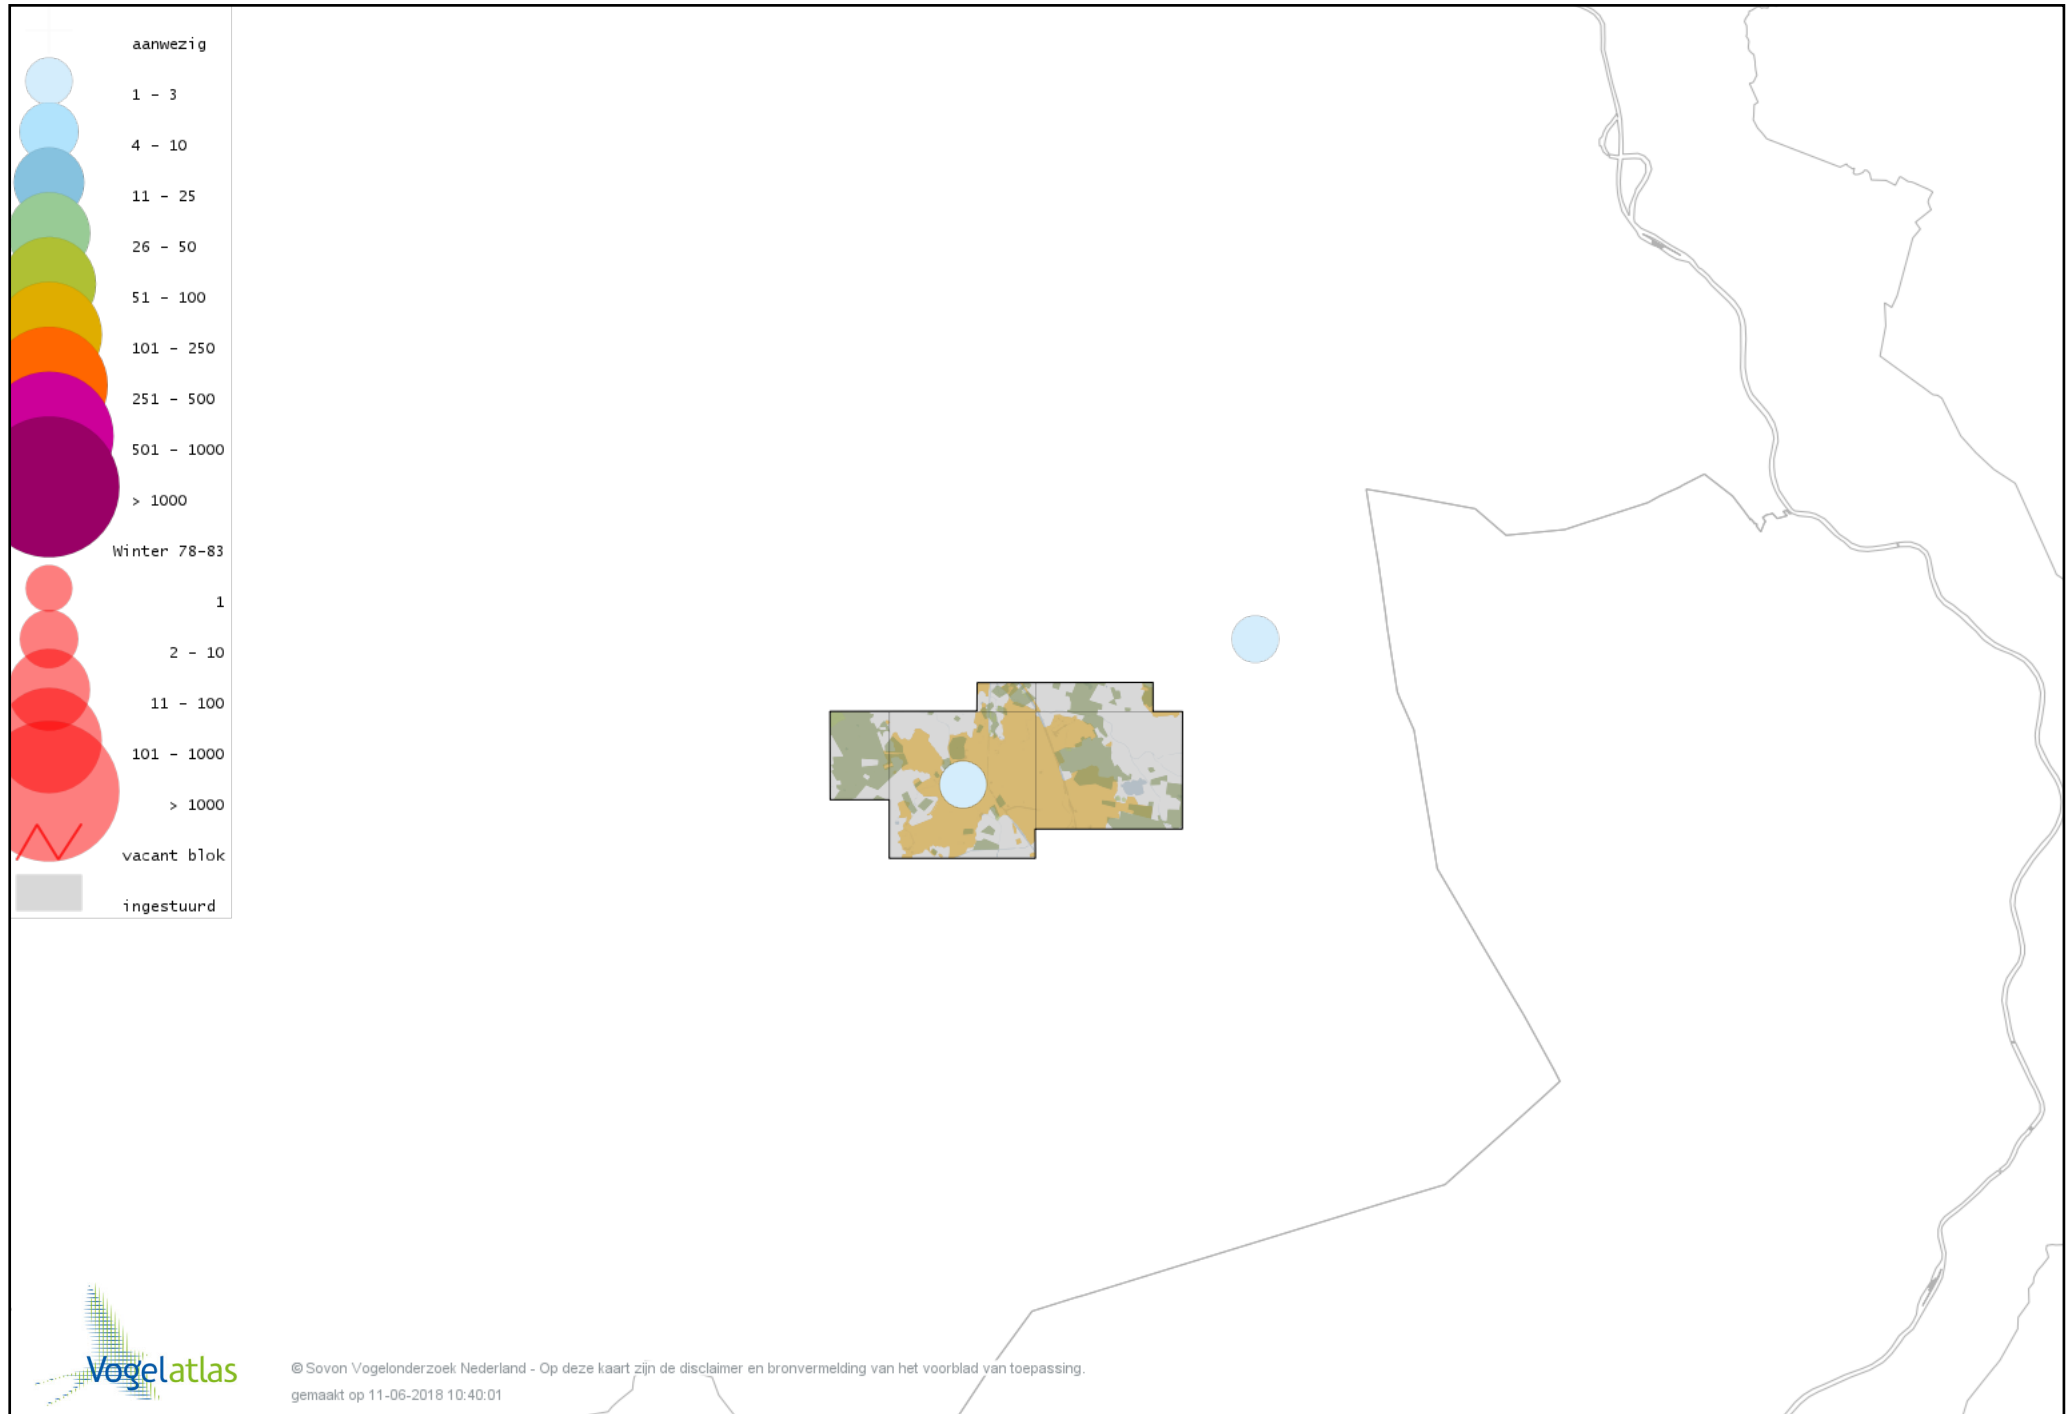 aanwezig
1 - 3
4 - 10
11 - 25
26 - 50
51 - 100
101 - 250
251 - 500
501 - 1000
> 1000
Winter 78-83
1
2 - 10
11 - 100
101 - 1000
> 1000
vacant blok
ingestuurd
Vogelatlas
© Sovon Vogelonderzoek Nederland - Op deze kaart zijn de disclaimer en bronvermelding van het voorblad van toepassing.
gemaakt op 11-06-2018 10:40:01